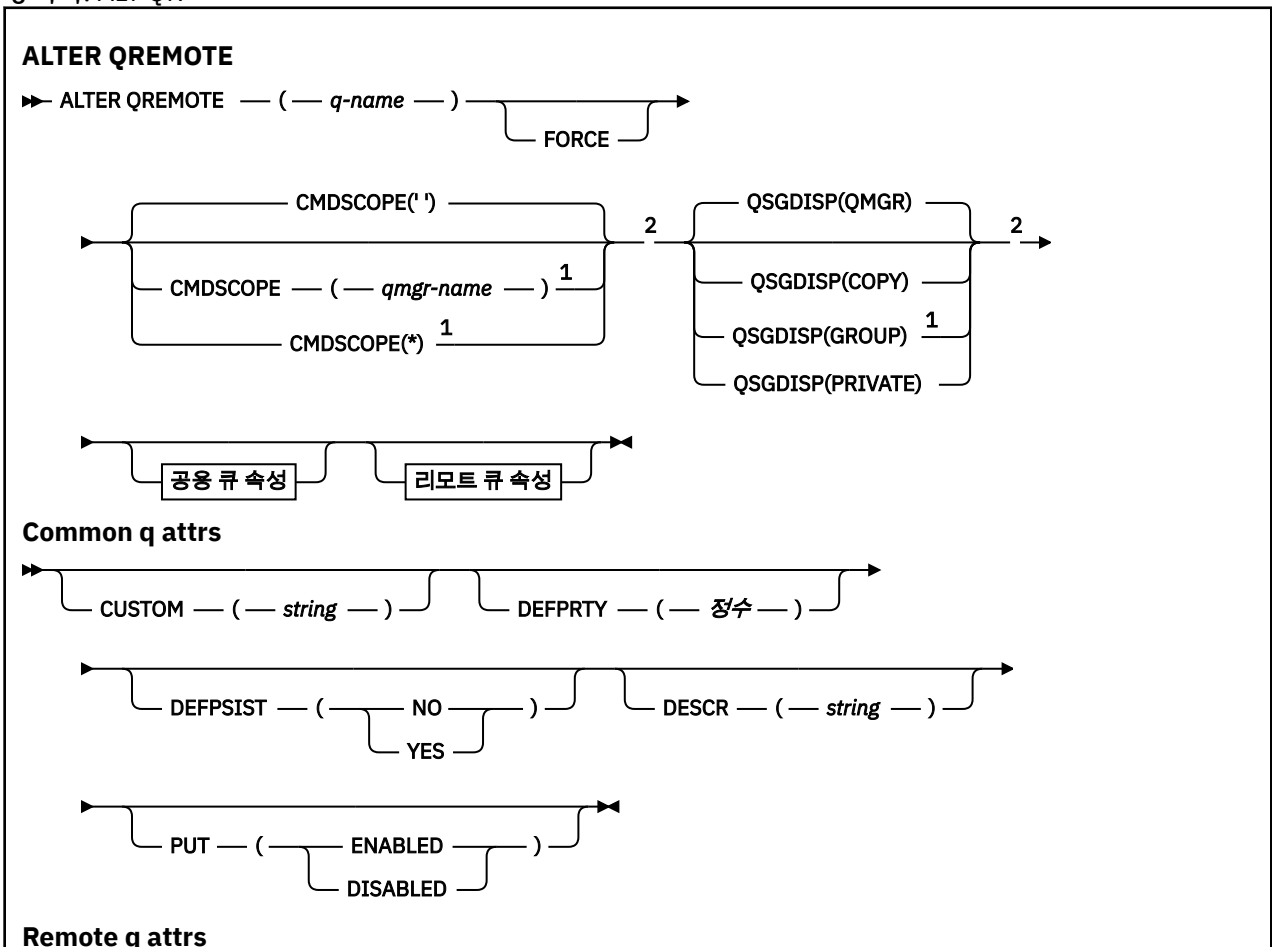 ALTER QREMOTE
ALTER QREMOTE ( q-name )
FORCE
CMDSCOPE(' ')
CMDSCOPE ( qmgr-name ) 1
CMDSCOPE(*) 1
2
QSGDISP(QMGR)
QSGDISP(COPY)
QSGDISP(GROUP) 1
QSGDISP(PRIVATE)
2
공용 큐 속성 리모트 큐 속성
Common q attrs
CUSTOM ( string ) DEFPRTY ( 정수 )
DEFPSIST ( NO ) DESCR ( string )
YES
PUT ( ENABLED )
DISABLED
Remote q attrs